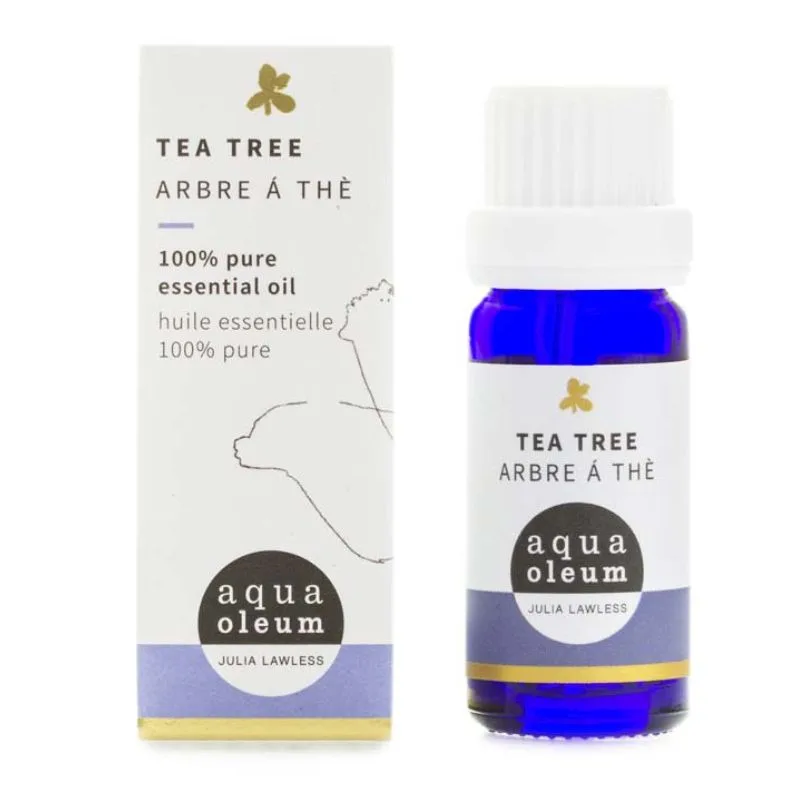 TEA TREE
ARBRE Á THÈ
100% pure
essential oil
huile essentielle
100% pure
aqua
oleum
JULIA LAWLESS
TEA TREE
ARBRE Á THÈ
aqua
oleum
JULIA LAWLESS